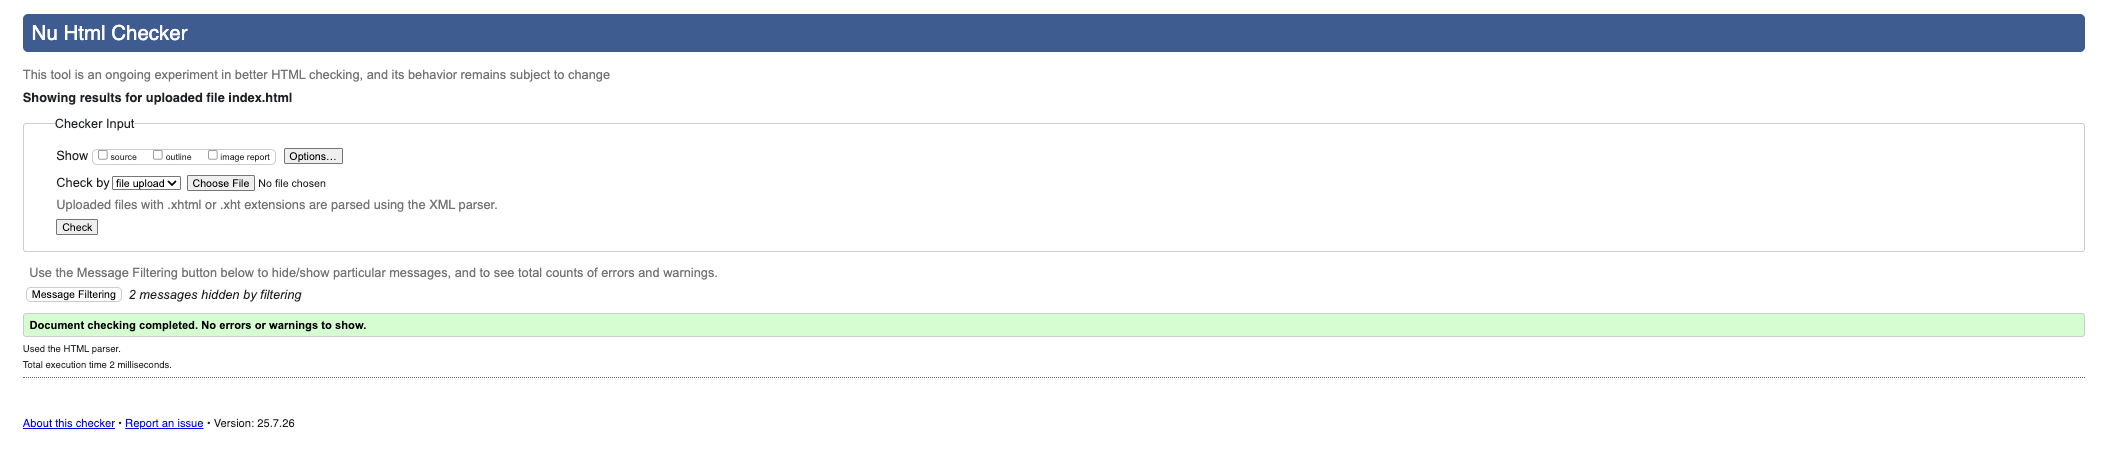 Nu Html Checker
This tool is an ongoing experiment in better HTML checking, and its behavior remains subject to change
Showing results for uploaded file index.html
Checker Input
Show source outline image report Options...
Check by file upload Choose File No file chosen
Uploaded files with .xhtml or .xht extensions are parsed using the XML parser.
Check
Use the Message Filtering button below to hide/show particular messages, and to see total counts of errors and warnings.
Message Filtering 2 messages hidden by filtering
Document checking completed. No errors or warnings to show.
Used the HTML parser.
Total execution time 2 milliseconds.
About this checker • Report an issue • Version: 25.7.26